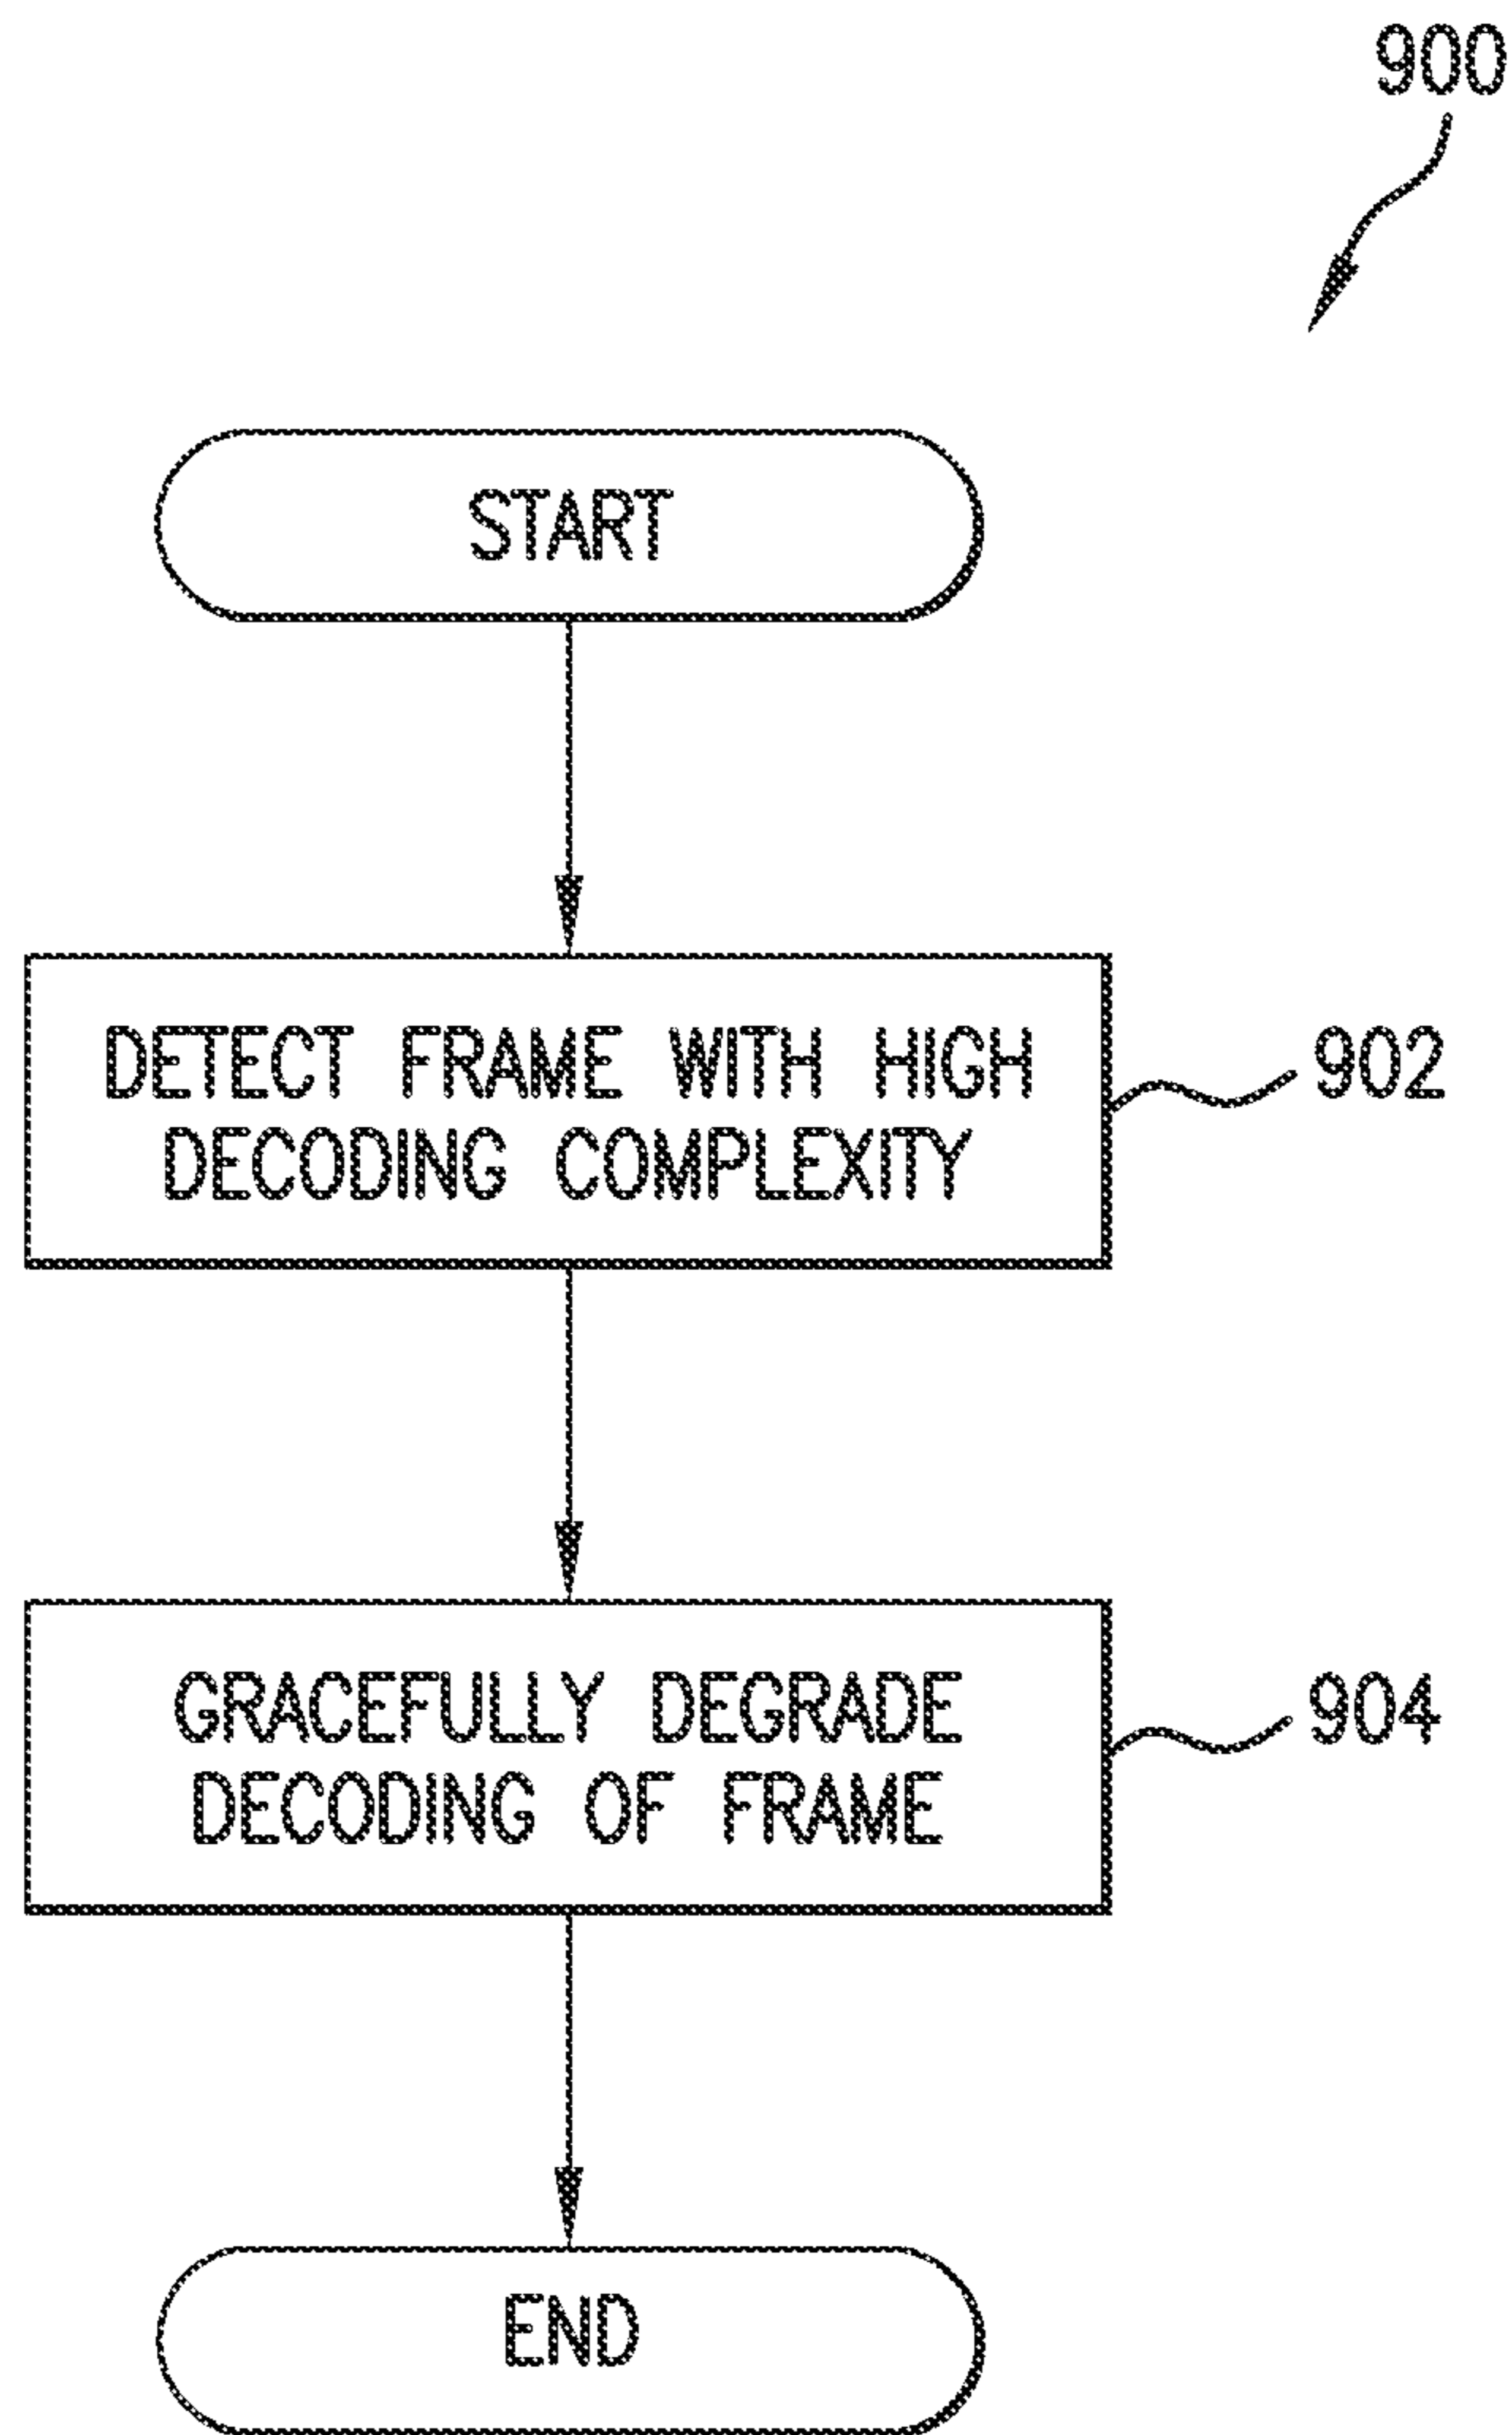 900
START
DETECT FRAME WITH HIGH
DECODING COMPLEXITY
902
GRACEFULLY DEGRADE
DECODING OF FRAME
904
END